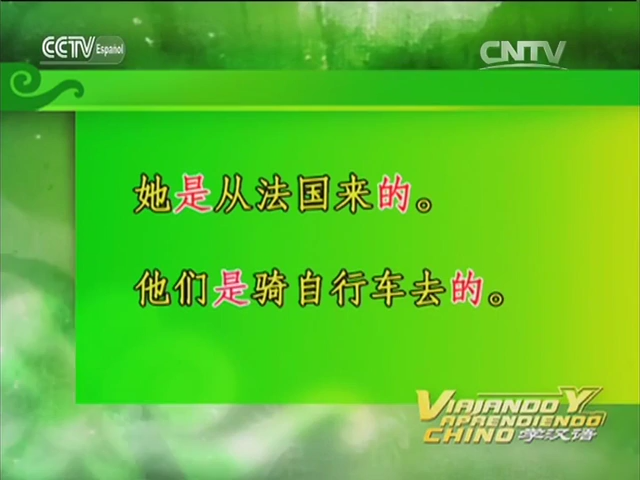 CCTV Español
CNTV
她是从法国来的。
他们是骑自行车去的。
VIAJANDO Y
APRENDIENDO
CHINO 学汉语